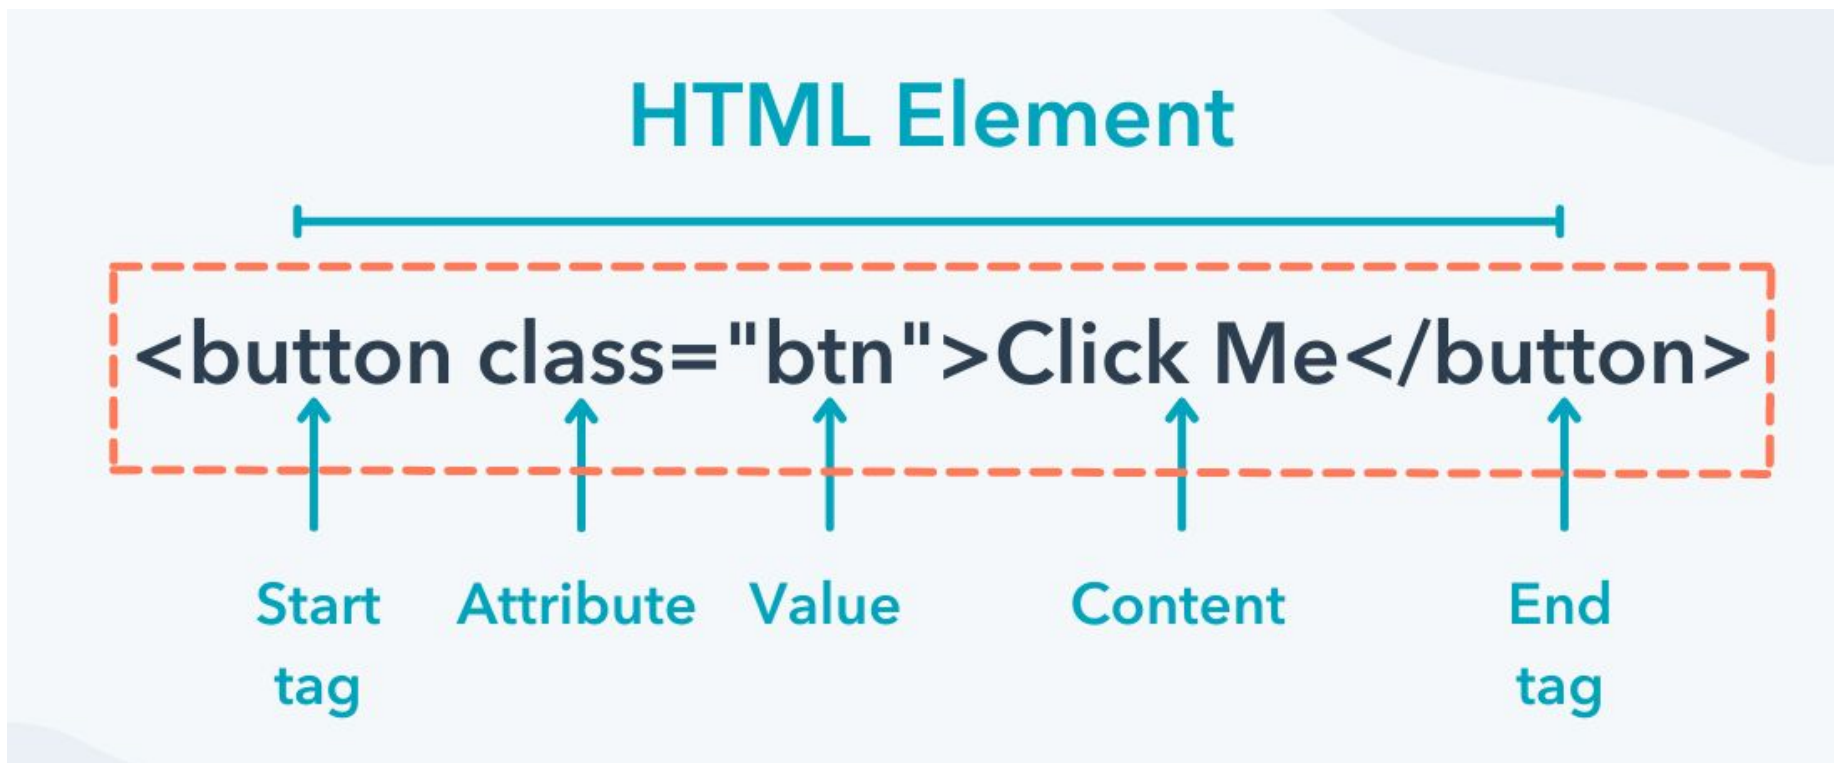 HTML Element
<button class="btn">Click Me</button>
Start tag
Attribute
Value
Content
End tag